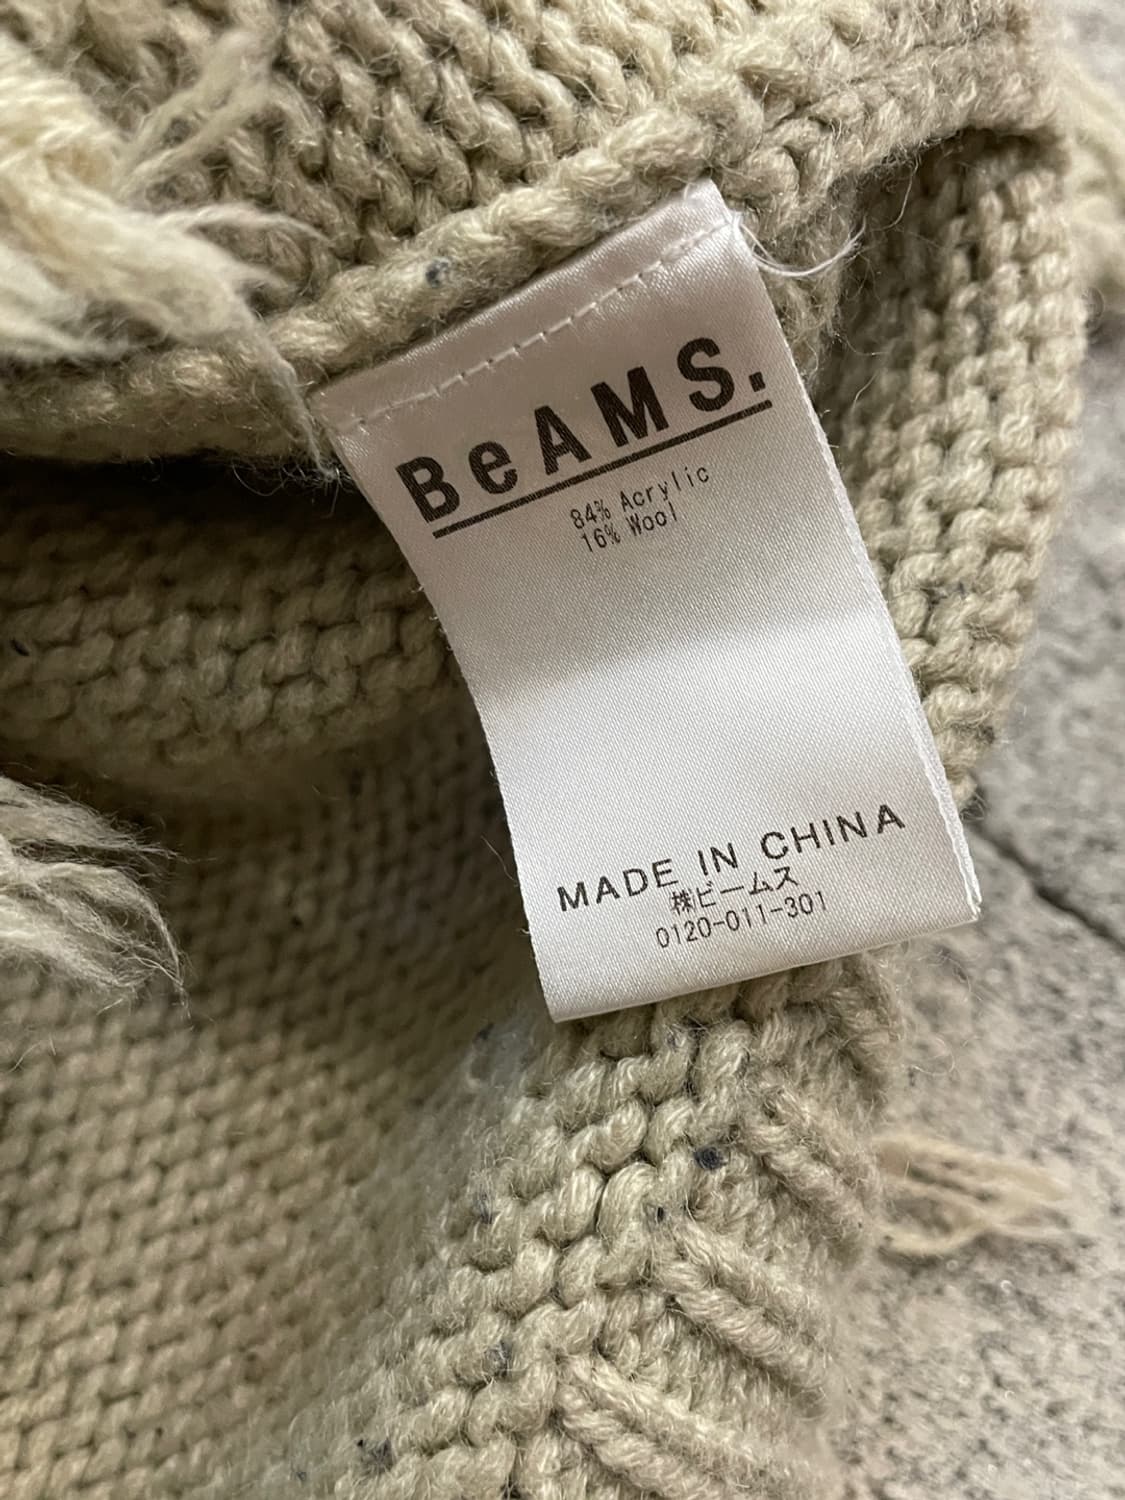 BeAMS.
84% Acrylic
16% Wool
MADE IN CHINA
㈱ビームス
0120-011-301